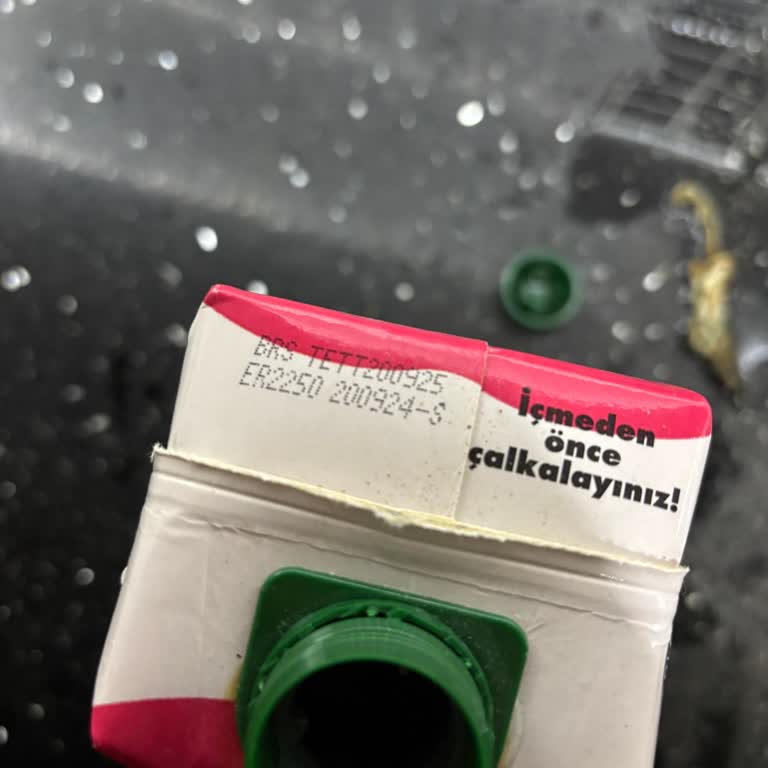 BRS TETT200925
ER2250 200924-S
İçmeden
önce
çalkalayınız!